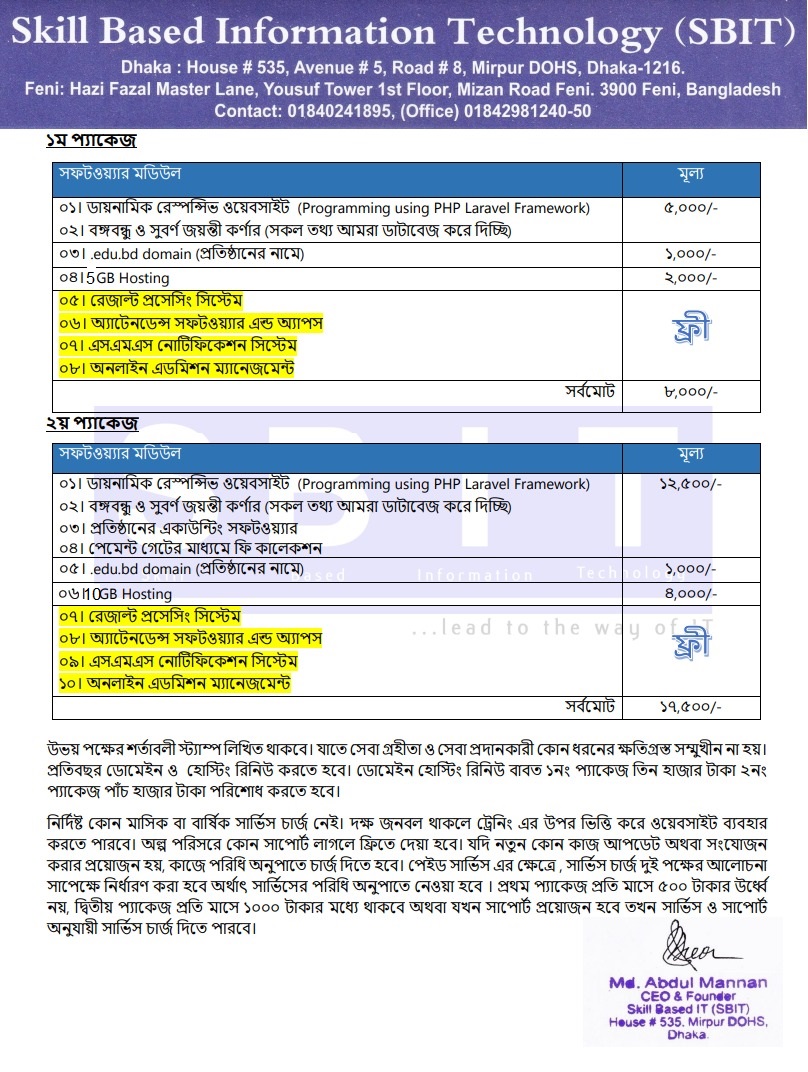 Skill Based Information Technology (SBIT)
Dhaka : House # 535, Avenue # 5, Road # 8, Mirpur DOHS, Dhaka-1216.
Feni: Hazi Fazal Master Lane, Yousuf Tower 1st Floor, Mizan Road Feni. 3900 Feni, Bangladesh
Contact: 01840241895, (Office) 01842981240-50
১ম প্যাকেজ
সফটওয়্যার মডিউল মূল্য
০১। ডায়নামিক রেস্পন্সিভ ওয়েবসাইট (Programming using PHP Laravel Framework) ৫,০০০/-
০২। বঙ্গবন্ধু ও সুবর্ণ জয়ন্তী কর্ণার (সকল তথ্য আমরা ডাটাবেজ করে দিচ্ছি)
০৩। .edu.bd domain (প্রতিষ্ঠানের নামে) ১,০০০/-
০৪। 5GB Hosting ২,০০০/-
০৫। রেজাল্ট প্রসেসিং সিস্টেম
০৬। অ্যাটেনডেন্স সফটওয়্যার এন্ড অ্যাপস ফ্রী
০৭। এসএমএস নোটিফিকেশন সিস্টেম
০৮। অনলাইন এডমিশন ম্যানেজমেন্ট
সর্বমোট ৮,০০০/-
২য় প্যাকেজ
সফটওয়্যার মডিউল মূল্য
০১। ডায়নামিক রেস্পন্সিভ ওয়েবসাইট (Programming using PHP Laravel Framework) ১২,৫০০/-
০২। বঙ্গবন্ধু ও সুবর্ণ জয়ন্তী কর্ণার (সকল তথ্য আমরা ডাটাবেজ করে দিচ্ছি)
০৩। প্রতিষ্ঠানের একাউন্টিং সফটওয়্যার
০৪। পেমেন্ট গেটের মাধ্যমে ফি কালেকশন
০৫। .edu.bd domain (প্রতিষ্ঠানের নামে) ১,০০০/-
০৬। 10GB Hosting ৪,০০০/-
০৭। রেজাল্ট প্রসেসিং সিস্টেম
০৮। অ্যাটেনডেন্স সফটওয়্যার এন্ড অ্যাপস ফ্রী
০৯। এসএমএস নোটিফিকেশন সিস্টেম
১০। অনলাইন এডমিশন ম্যানেজমেন্ট
সর্বমোট ১৭,৫০০/-
SBIT
Skill Based Information Technology
...lead to the way of IT
উভয় পক্ষের শর্তাবলী স্ট্যাম্প লিখিত থাকবে। যাতে সেবা গ্রহীতা ও সেবা প্রদানকারী কোন ধরনের ক্ষতিগ্রস্ত সম্মুখীন না হয়।
প্রতিবছর ডোমেইন ও হোস্টিং রিনিউ করতে হবে। ডোমেইন হোস্টিং রিনিউ বাবত ১নং প্যাকেজ তিন হাজার টাকা ২নং
প্যাকেজ পাঁচ হাজার টাকা পরিশোধ করতে হবে।
নির্দিষ্ট কোন মাসিক বা বার্ষিক সার্ভিস চার্জ নেই। দক্ষ জনবল থাকলে ট্রেনিং এর উপর ভিত্তি করে ওয়েবসাইট ব্যবহার
করতে পারবে। অল্প পরিসরে কোন সাপোর্ট লাগলে ফ্রিতে দেয়া হবে। যদি নতুন কোন কাজ আপডেট অথবা সংযোজন
করার প্রয়োজন হয়, কাজে পরিধি অনুপাতে চার্জ দিতে হবে। পেইড সার্ভিস এর ক্ষেত্রে , সার্ভিস চার্জ দুই পক্ষের আলোচনা
সাপেক্ষে নির্ধারণ করা হবে অর্থাৎ সার্ভিসের পরিধি অনুপাতে নেওয়া হবে । প্রথম প্যাকেজ প্রতি মাসে ৫০০ টাকার উর্ধ্বে
নয়, দ্বিতীয় প্যাকেজ প্রতি মাসে ১০০০ টাকার মধ্যে থাকবে অথবা যখন সাপোর্ট প্রয়োজন হবে তখন সার্ভিস ও সাপোর্ট
অনুযায়ী সার্ভিস চার্জ দিতে পারবে।
Md. Abdul Mannan
CEO & Founder
Skill Based IT (SBIT)
House # 535, Mirpur DOHS,
Dhaka.